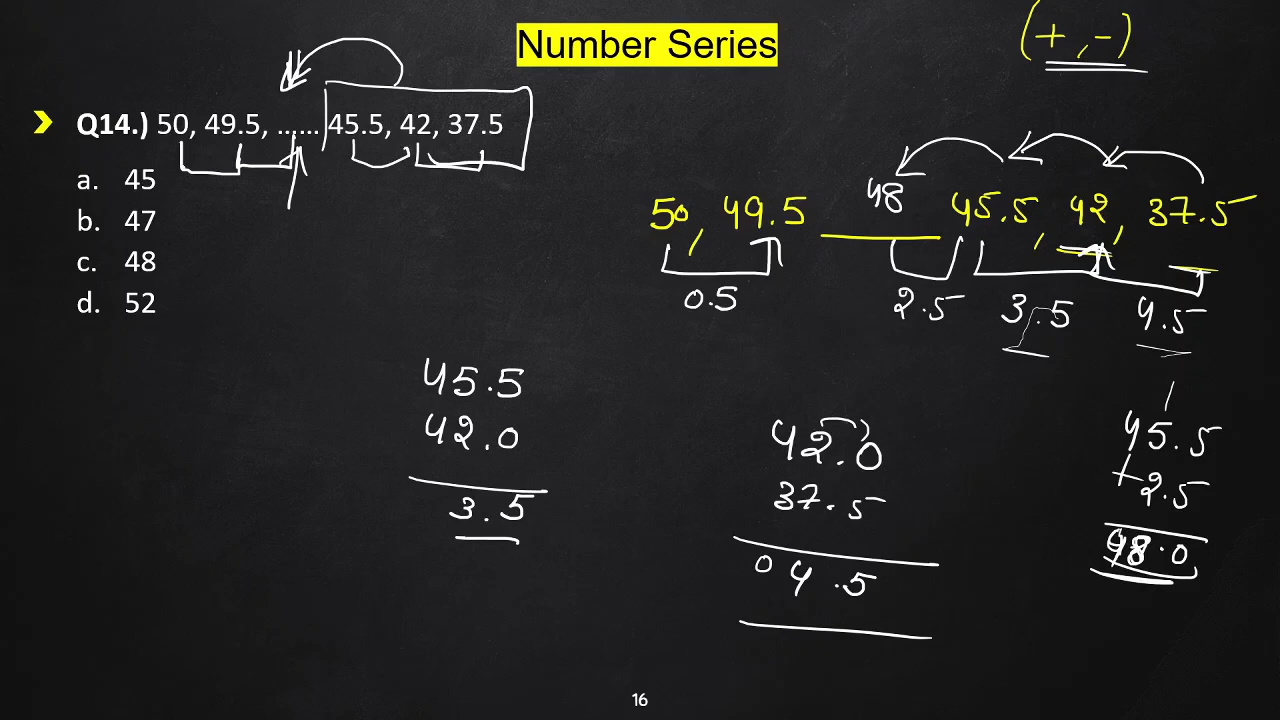 Number Series
(+,-)
Q14.) 50, 49.5, ...... 45.5, 42, 37.5
a. 45
b. 47
c. 48
d. 52
50, 49.5 48 45.5, 42, 37.5
0.5 2.5 3.5 4.5
45.5
42.0
3.5
42.0
37.5
04.5
45.5
+2.5
48.0
16